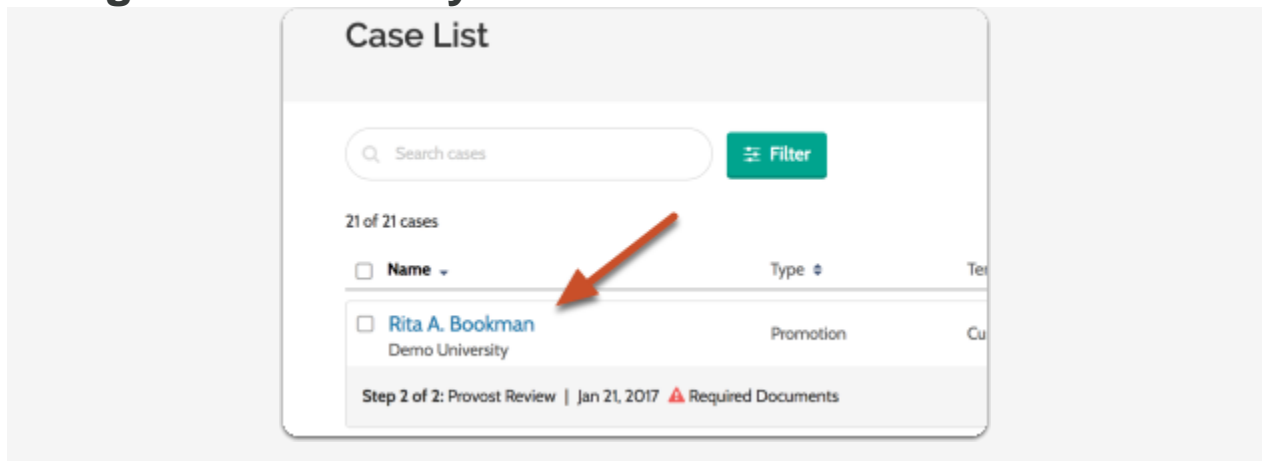 Case List
Search cases
Filter
21 of 21 cases
Name Type
Rita A. Bookman
Promotion
Demo University
Step 2 of 2: Provost Review | Jan 21, 2017 Required Documents